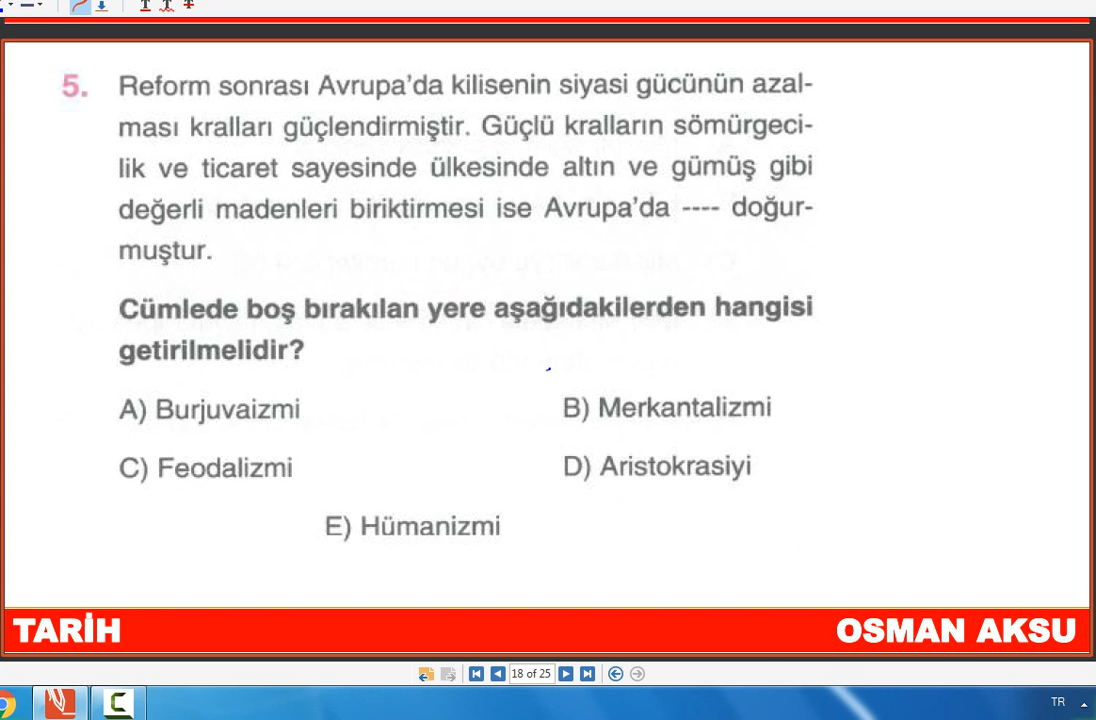 5. Reform sonrası Avrupa'da kilisenin siyasi gücünün azal-
ması kralları güçlendirmiştir. Güçlü kralların sömürgeci-
lik ve ticaret sayesinde ülkesinde altın ve gümüş gibi
değerli madenleri biriktirmesi ise Avrupa'da ---- doğur-
muştur.
Cümlede boş bırakılan yere aşağıdakilerden hangisi
getirilmelidir?
A) Burjuvaizmi B) Merkantalizmi
C) Feodalizmi D) Aristokrasiyi
E) Hümanizmi
TARİH OSMAN AKSU
18 of 25
TR